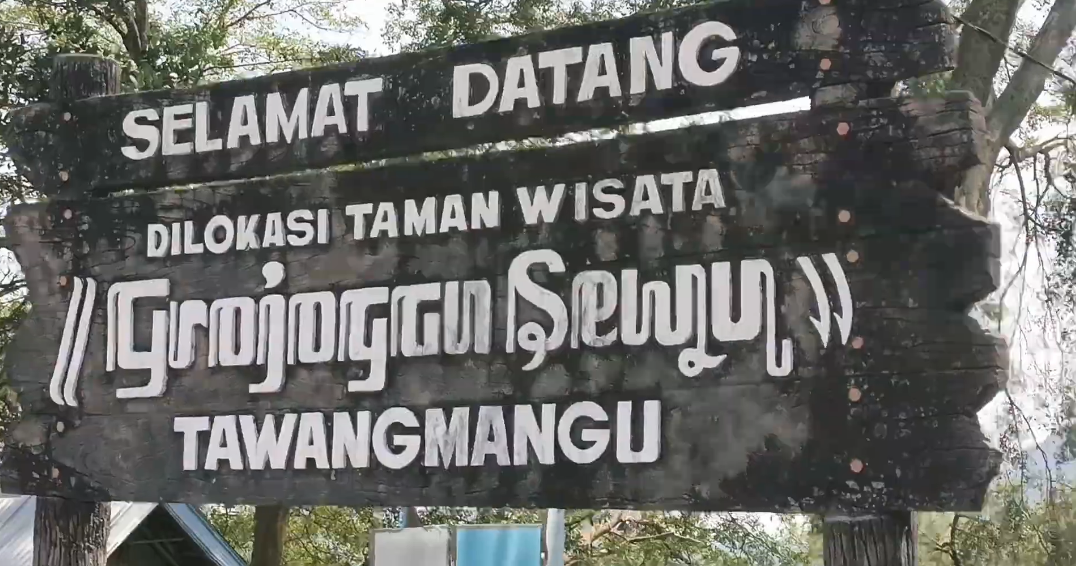 SELAMAT DATANG
DILOKASI TAMAN WISATA
"Grojogan Sewu"
TAWANGMANGU